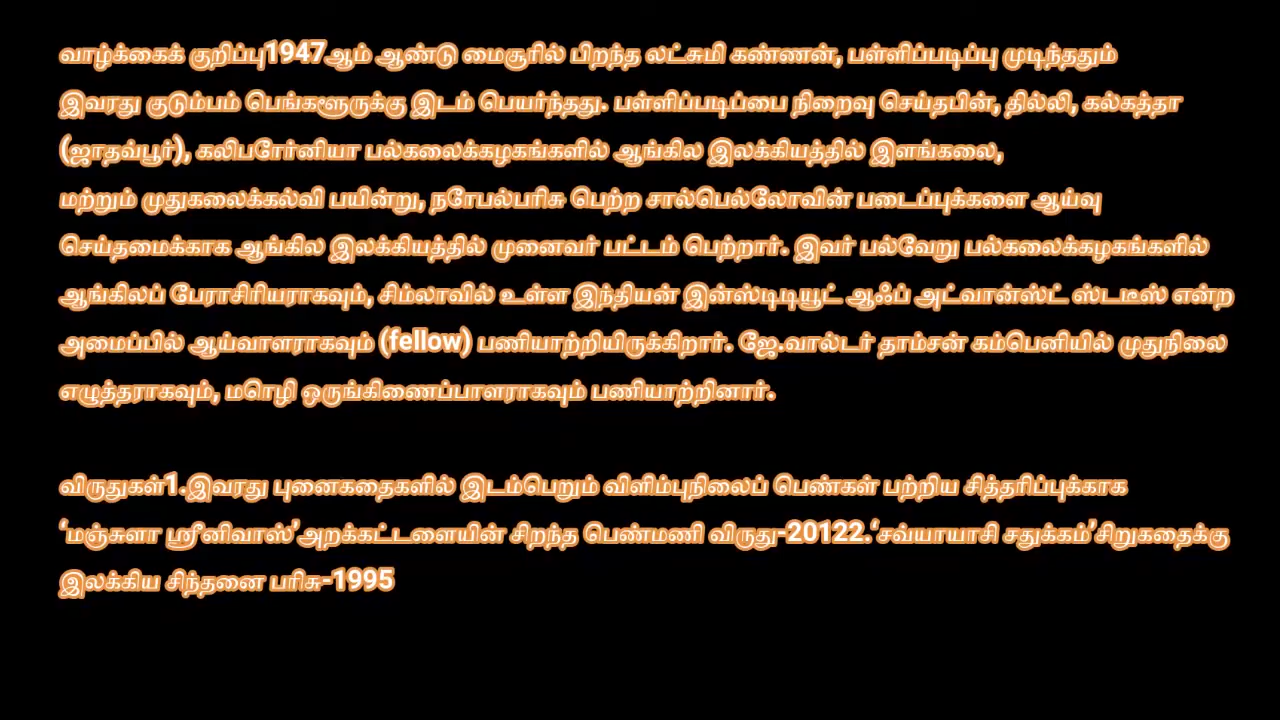 வாழ்க்கைக் குறிப்பு1947ஆம் ஆண்டு மைசூரில் பிறந்த லட்சுமி கண்ணன், பள்ளிப்படிப்பு முடிந்ததும்
இவரது குடும்பம் பெங்களூருக்கு இடம் பெயர்ந்தது. பள்ளிப்படிப்பை நிறைவு செய்தபின், தில்லி, கல்கத்தா
(ஜாதவ்பூர்), கலிபோர்னியா பல்கலைக்கழகங்களில் ஆங்கில இலக்கியத்தில் இளங்கலை,
மற்றும் முதுகலைக்கல்வி பயின்று, நோபல்பரிசு பெற்ற சால்பெல்லோவின் படைப்புக்களை ஆய்வு
செய்தமைக்காக ஆங்கில இலக்கியத்தில் முனைவர் பட்டம் பெற்றார். இவர் பல்வேறு பல்கலைக்கழகங்களில்
ஆங்கிலப் பேராசிரியராகவும், சிம்லாவில் உள்ள இந்தியன் இன்ஸ்டிடியூட் ஆஃப் அட்வான்ஸ்ட் ஸ்டடீஸ் என்ற
அமைப்பில் ஆய்வாளராகவும் (fellow) பணியாற்றியிருக்கிறார். ஜே.வால்டர் தாம்சன் கம்பெனியில் முதுநிலை
எழுத்தராகவும், மொழி ஒருங்கிணைப்பாளராகவும் பணியாற்றினார்.
விருதுகள்1.இவரது புனைகதைகளில் இடம்பெறும் விளிம்புநிலைப் பெண்கள் பற்றிய சித்தரிப்புக்காக
‘மஞ்சுளா ஸ்ரீனிவாஸ்’அறக்கட்டளையின் சிறந்த பெண்மணி விருது-20122.‘சவ்யாயாசி சதுக்கம்’சிறுகதைக்கு
இலக்கிய சிந்தனை பரிசு-1995